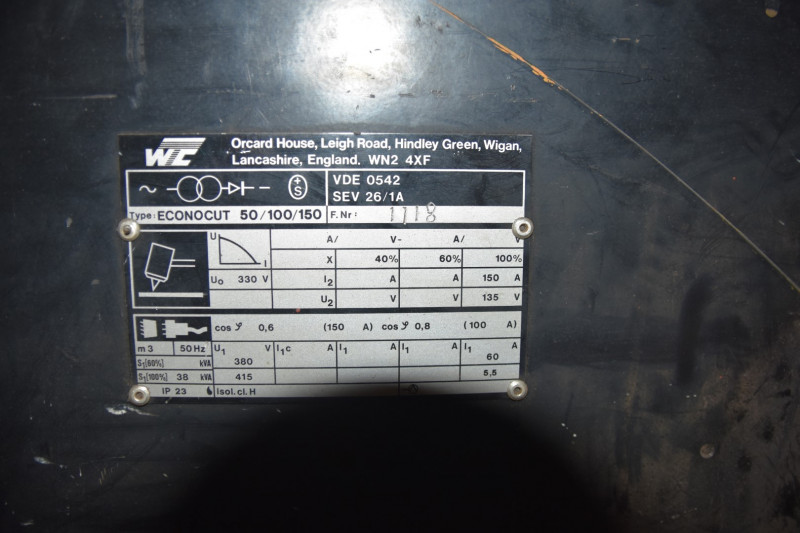 WTC Orcard House, Leigh Road, Hindley Green, Wigan,
Lancashire, England. WN2 4XF
VDE 0542
S SEV 26/1A
Type: ECONOCUT 50/100/150 F. Nr: 1118
U I A/ V- A/ V
X 40% 60% 100%
U₀ 330 V I₂ A A 150 A
U₂ V V 135 V
cos φ 0,6 (150 A) cos φ 0,8 (100 A)
m 3 50Hz U₁ V I₁c A I₁ A I₁ A I₁ A
S₁[60%] kVA 380 60
S₁[100%] 38 kVA 415 5,5
IP 23 Isol.cl. H